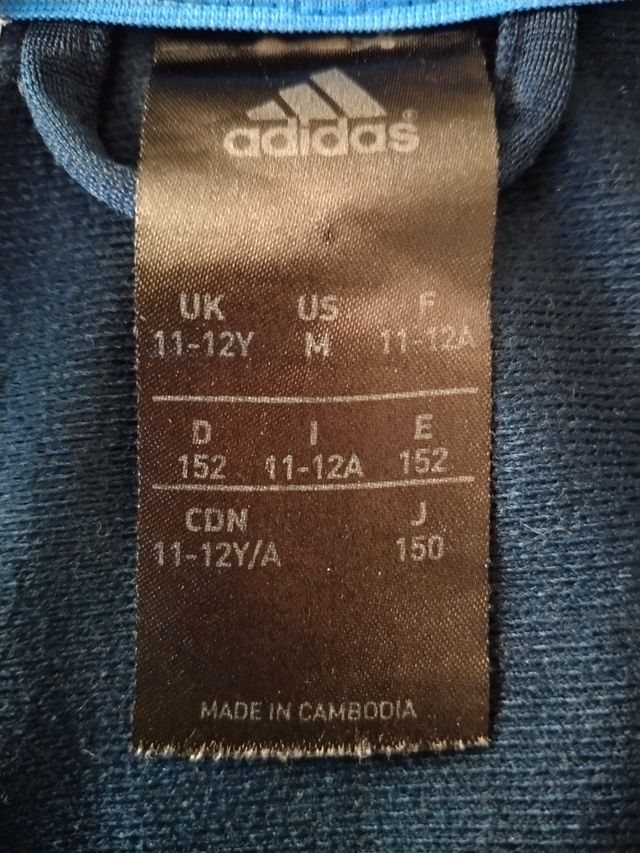 adidas®
UK US F
11-12Y M 11-12A
D I E
152 11-12A 152
CDN J
11-12Y/A 150
MADE IN CAMBODIA